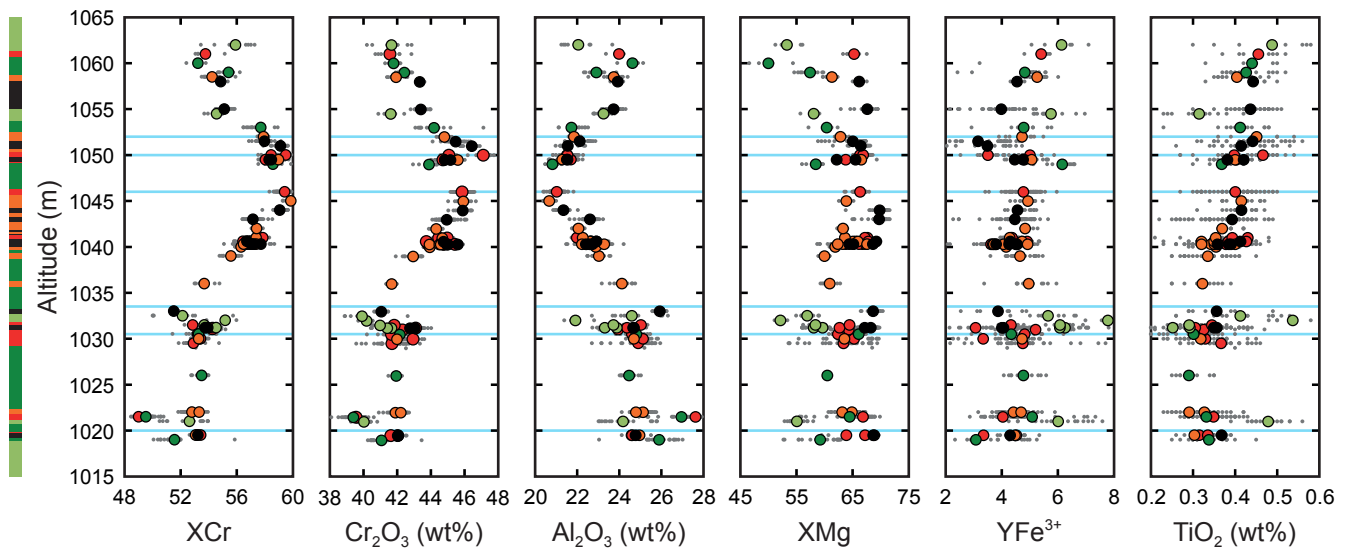 1065
1060
1055
1050
1045
1040
1035
1030
1025
1020
1015
Altitude (m)
48 52 56 60
38 40 42 44 46 48
20 22 24 26 28
45 55 65 75
2 4 6 8
0.2 0.3 0.4 0.5 0.6
XCr
Cr₂O₃ (wt%)
Al₂O₃ (wt%)
XMg
YFe³⁺
TiO₂ (wt%)